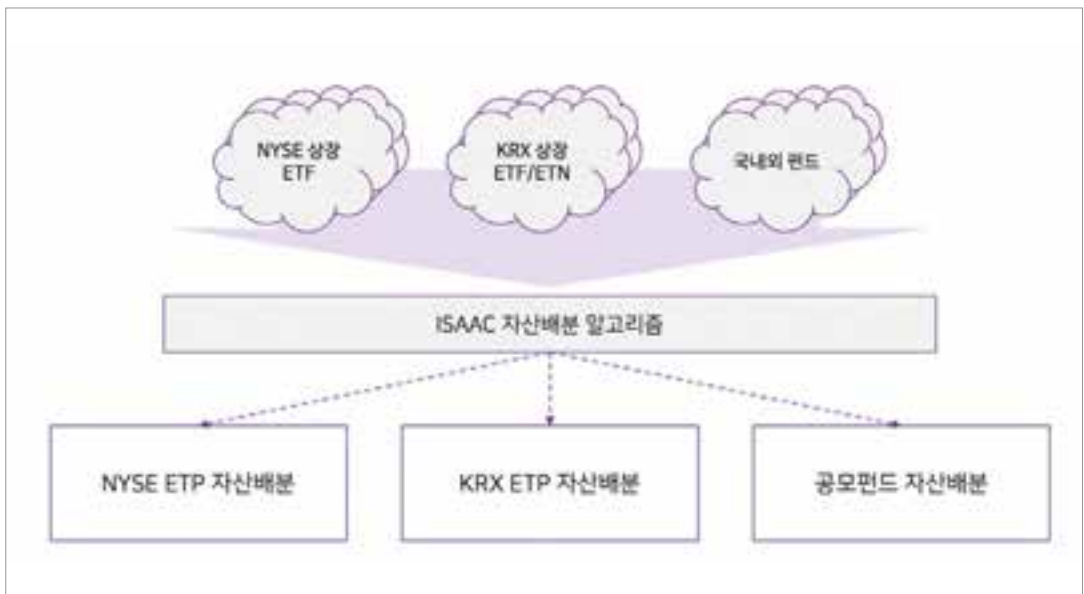 NYSE 상장
ETF
KRX 상장
ETF/ETN
국내외 펀드
ISAAC 자산배분 알고리즘
NYSE ETP 자산배분
KRX ETP 자산배분
공모펀드 자산배분